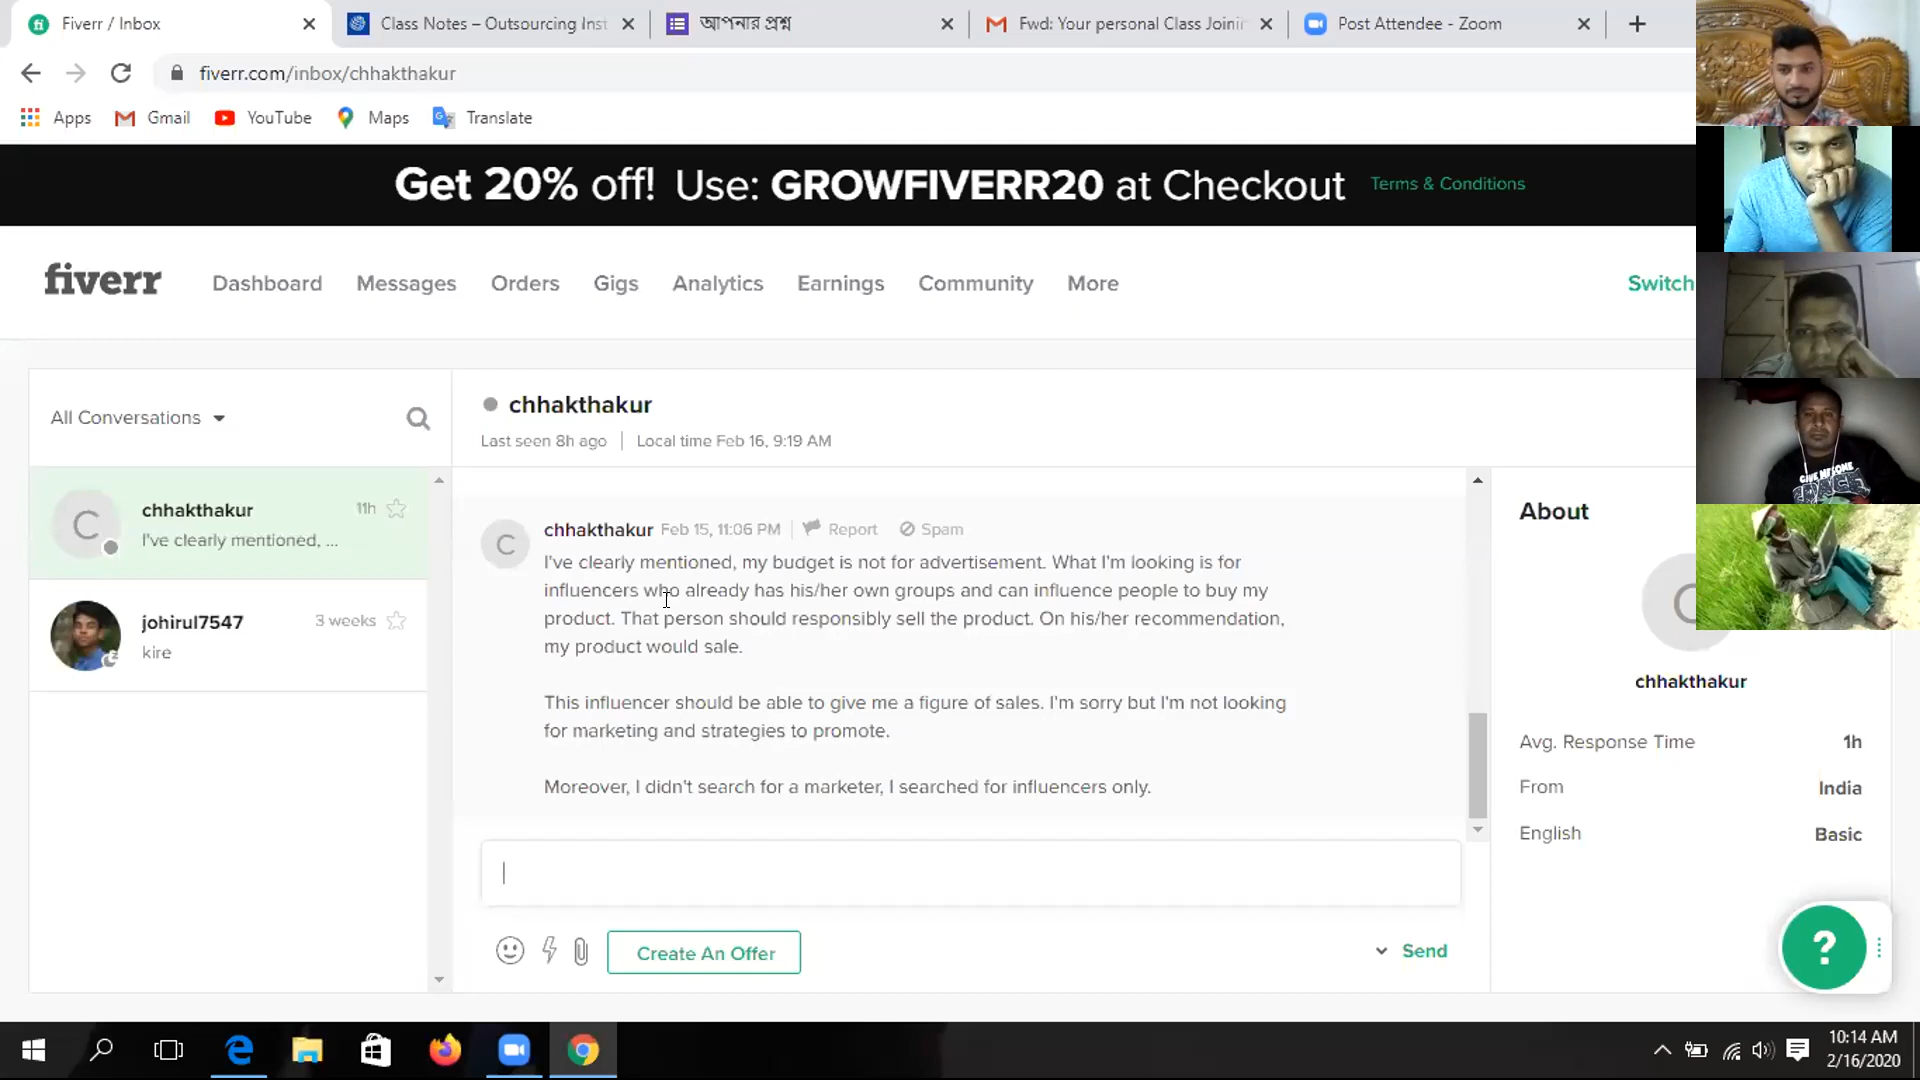 Fiverr / Inbox
Class Notes – Outsourcing Inst
আপনার প্রশ্ন
Fwd: Your personal Class Joinin
Post Attendee - Zoom
fiverr.com/inbox/chhakthakur
Apps
Gmail
YouTube
Maps
Translate
Get 20% off! Use: GROWFIVERR20 at Checkout
Terms & Conditions
fiverr
Dashboard
Messages
Orders
Gigs
Analytics
Earnings
Community
More
Switch
All Conversations
chhakthakur
11h
I've clearly mentioned, ...
johirul7547
3 weeks
kire
chhakthakur
Last seen 8h ago | Local time Feb 16, 9:19 AM
chhakthakur Feb 15, 11:06 PM | Report Spam
I've clearly mentioned, my budget is not for advertisement. What I'm looking is for
influencers who already has his/her own groups and can influence people to buy my
product. That person should responsibly sell the product. On his/her recommendation,
my product would sale.
This influencer should be able to give me a figure of sales. I'm sorry but I'm not looking
for marketing and strategies to promote.
Moreover, I didn't search for a marketer, I searched for influencers only.
Create An Offer
Send
About
C
chhakthakur
Avg. Response Time 1h
From India
English Basic
?
GIVE ME SOME
SPACE
10:14 AM
2/16/2020